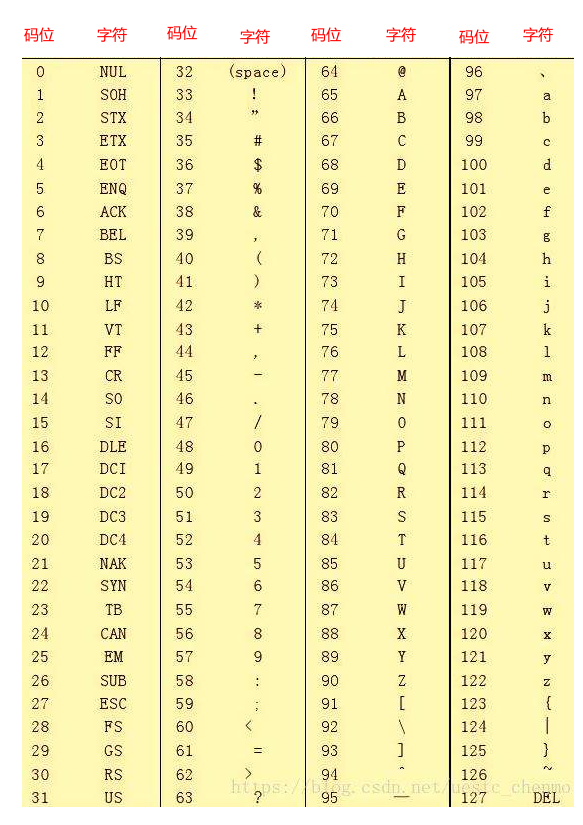 码位 字符 码位 字符 码位 字符 码位 字符
0 NUL 32 (space) 64 @ 96 、
1 SOH 33 ! 65 A 97 a
2 STX 34 ” 66 B 98 b
3 ETX 35 # 67 C 99 c
4 EOT 36 $ 68 D 100 d
5 ENQ 37 % 69 E 101 e
6 ACK 38 & 70 F 102 f
7 BEL 39 , 71 G 103 g
8 BS 40 ( 72 H 104 h
9 HT 41 ) 73 I 105 i
10 LF 42 * 74 J 106 j
11 VT 43 + 75 K 107 k
12 FF 44 , 76 L 108 l
13 CR 45 - 77 M 109 m
14 SO 46 . 78 N 110 n
15 SI 47 / 79 O 111 o
16 DLE 48 0 80 P 112 p
17 DCI 49 1 81 Q 113 q
18 DC2 50 2 82 R 114 r
19 DC3 51 3 83 S 115 s
20 DC4 52 4 84 T 116 t
21 NAK 53 5 85 U 117 u
22 SYN 54 6 86 V 118 v
23 TB 55 7 87 W 119 w
24 CAN 56 8 88 X 120 x
25 EM 57 9 89 Y 121 y
26 SUB 58 : 90 Z 122 z
27 ESC 59 ; 91 [ 123 {
28 FS 60 < 92 \ 124 |
29 GS 61 = 93 ] 125 }
30 RS 62 > 94 ^ 126 ~
https://blog.csdn.net/uestc_chenmo
31 US 63 ? 95 — 127 DEL